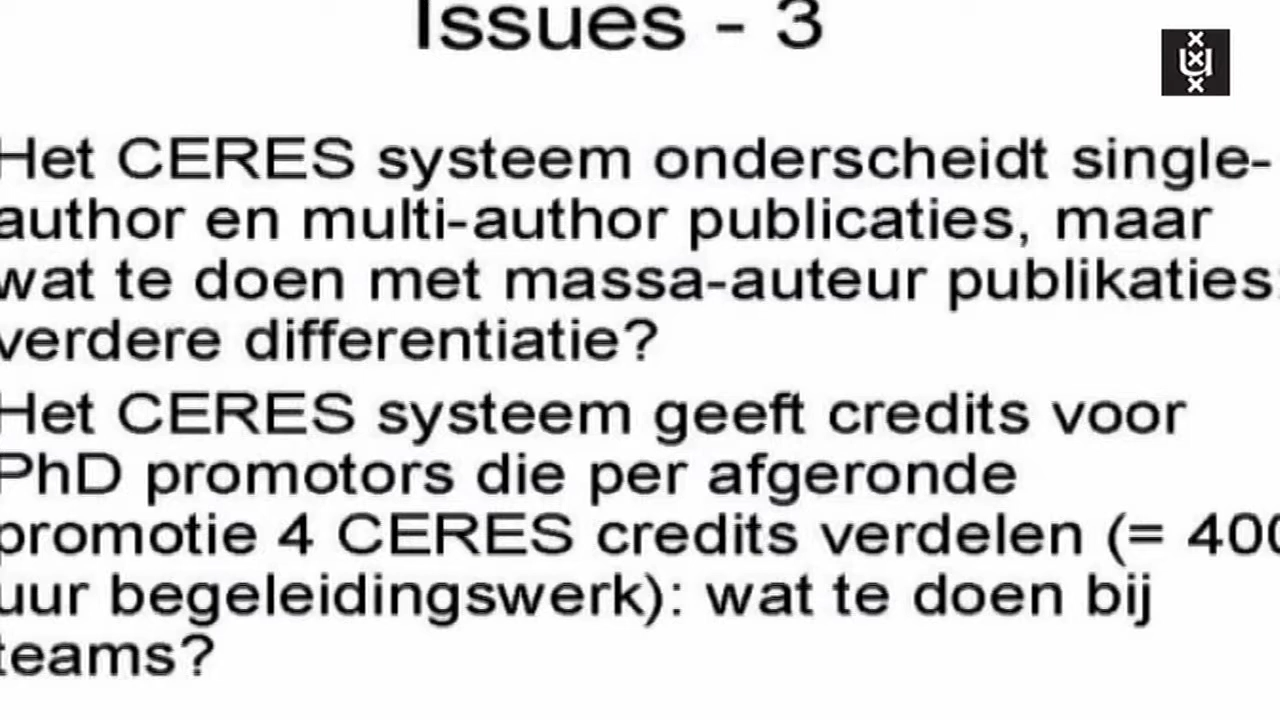 Issues - 3
Het CERES systeem onderscheidt single-
author en multi-author publicaties, maar
wat te doen met massa-auteur publikaties:
verdere differentiatie?
Het CERES systeem geeft credits voor
PhD promotors die per afgeronde
promotie 4 CERES credits verdelen (= 400
uur begeleidingswerk): wat te doen bij
teams?